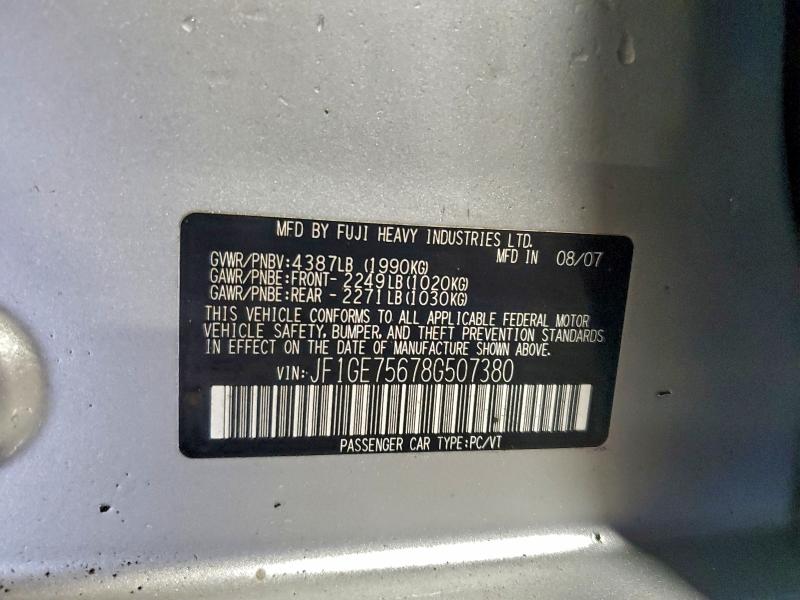 MFD BY FUJI HEAVY INDUSTRIES LTD.
MFD IN 08/07
GVWR/PNBV:4387LB (1990KG)
GAWR/PNBE:FRONT- 2249LB(1020KG)
GAWR/PNBE:REAR - 2271LB(1030KG)
THIS VEHICLE CONFORMS TO ALL APPLICABLE FEDERAL MOTOR
VEHICLE SAFETY, BUMPER, AND THEFT PREVENTION STANDARDS
IN EFFECT ON THE DATE OF MANUFACTURE SHOWN ABOVE.
VIN: JF1GE75678G507380
PASSENGER CAR TYPE:PC/VT